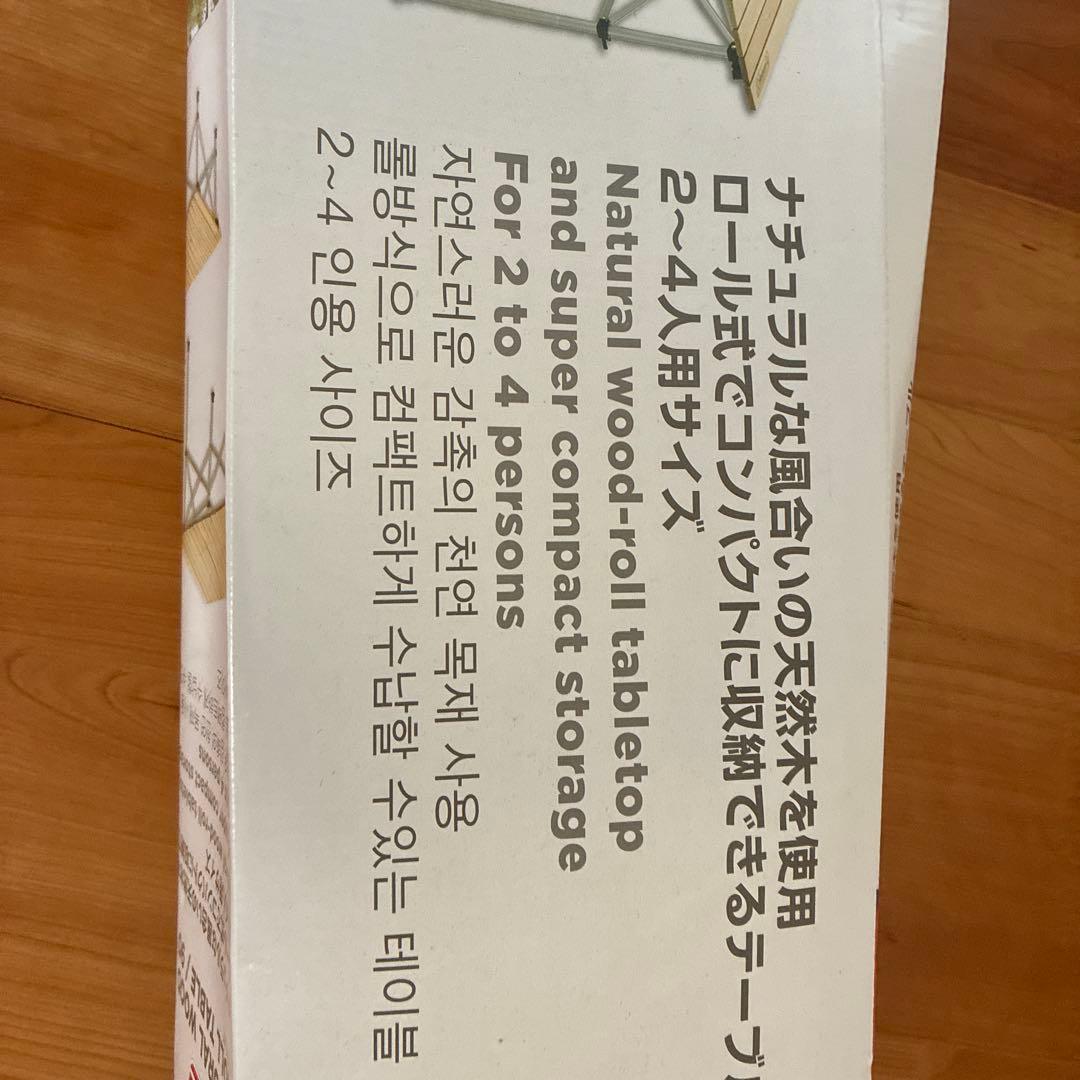 ナチュラルな風合いの天然木を使用
ロール式でコンパクトに収納できるテーブル
2〜4人用サイズ
Natural wood-roll tabletop
and super compact storage
For 2 to 4 persons
자연스러운 감촉의 천연 목재 사용
롤방식으로 컴팩트하게 수납할 수있는 테이블
2~4 인용 사이즈